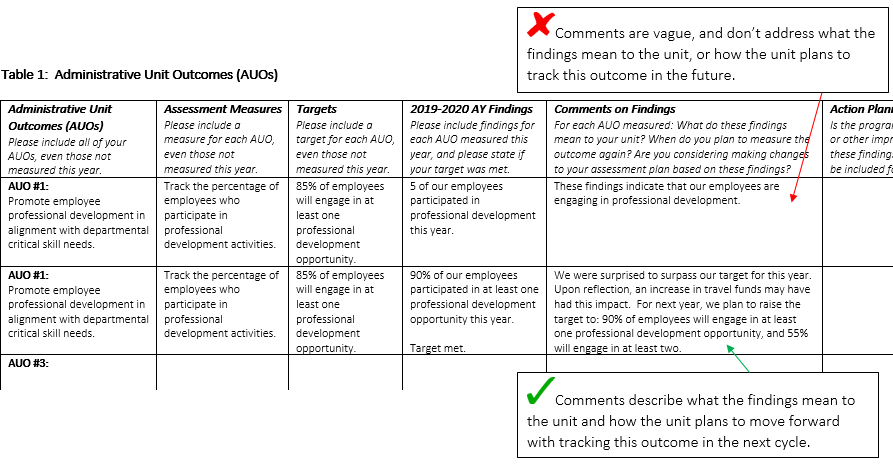 Comments are vague, and don't address what the
findings mean to the unit, or how the unit plans to
track this outcome in the future.
Table 1:  Administrative Unit Outcomes (AUOs)
Administrative Unit
Outcomes (AUOs)
Please include all of your
AUOs, even those not
measured this year.
Assessment Measures
Please include a
measure for each AUO,
even those not
measured this year.
Targets
Please include a
target for each AUO,
even those not
measured this year.
2019-2020 AY Findings
Please include findings for
each AUO measured this
year, and please state if
your target was met.
Comments on Findings
For each AUO measured: What do these findings
mean to your unit? When do you plan to measure the
outcome again? Are you considering making changes
to your assessment plan based on these findings?
Action Plan
Is the progra
or other impr
these finding
be included fo
AUO #1:
Promote employee
professional development in
alignment with departmental
critical skill needs.
Track the percentage of
employees who
participate in
professional
development activities.
85% of employees
will engage in at
least one
professional
development
opportunity.
5 of our employees
participated in
professional development
this year.
These findings indicate that our employees are
engaging in professional development.
AUO #1:
Promote employee
professional development in
alignment with departmental
critical skill needs.
Track the percentage of
employees who
participate in
professional
development activities.
85% of employees
will engage in at
least one
professional
development
opportunity.
90% of our employees
participated in at least one
professional development
opportunity this year.
Target met.
We were surprised to surpass our target for this year.
Upon reflection, an increase in travel funds may have
had this impact.  For next year, we plan to raise the
target to: 90% of employees will engage in at least
one professional development opportunity, and 55%
will engage in at least two.
AUO #3:
Comments describe what the findings mean to
the unit and how the unit plans to move forward
with tracking this outcome in the next cycle.